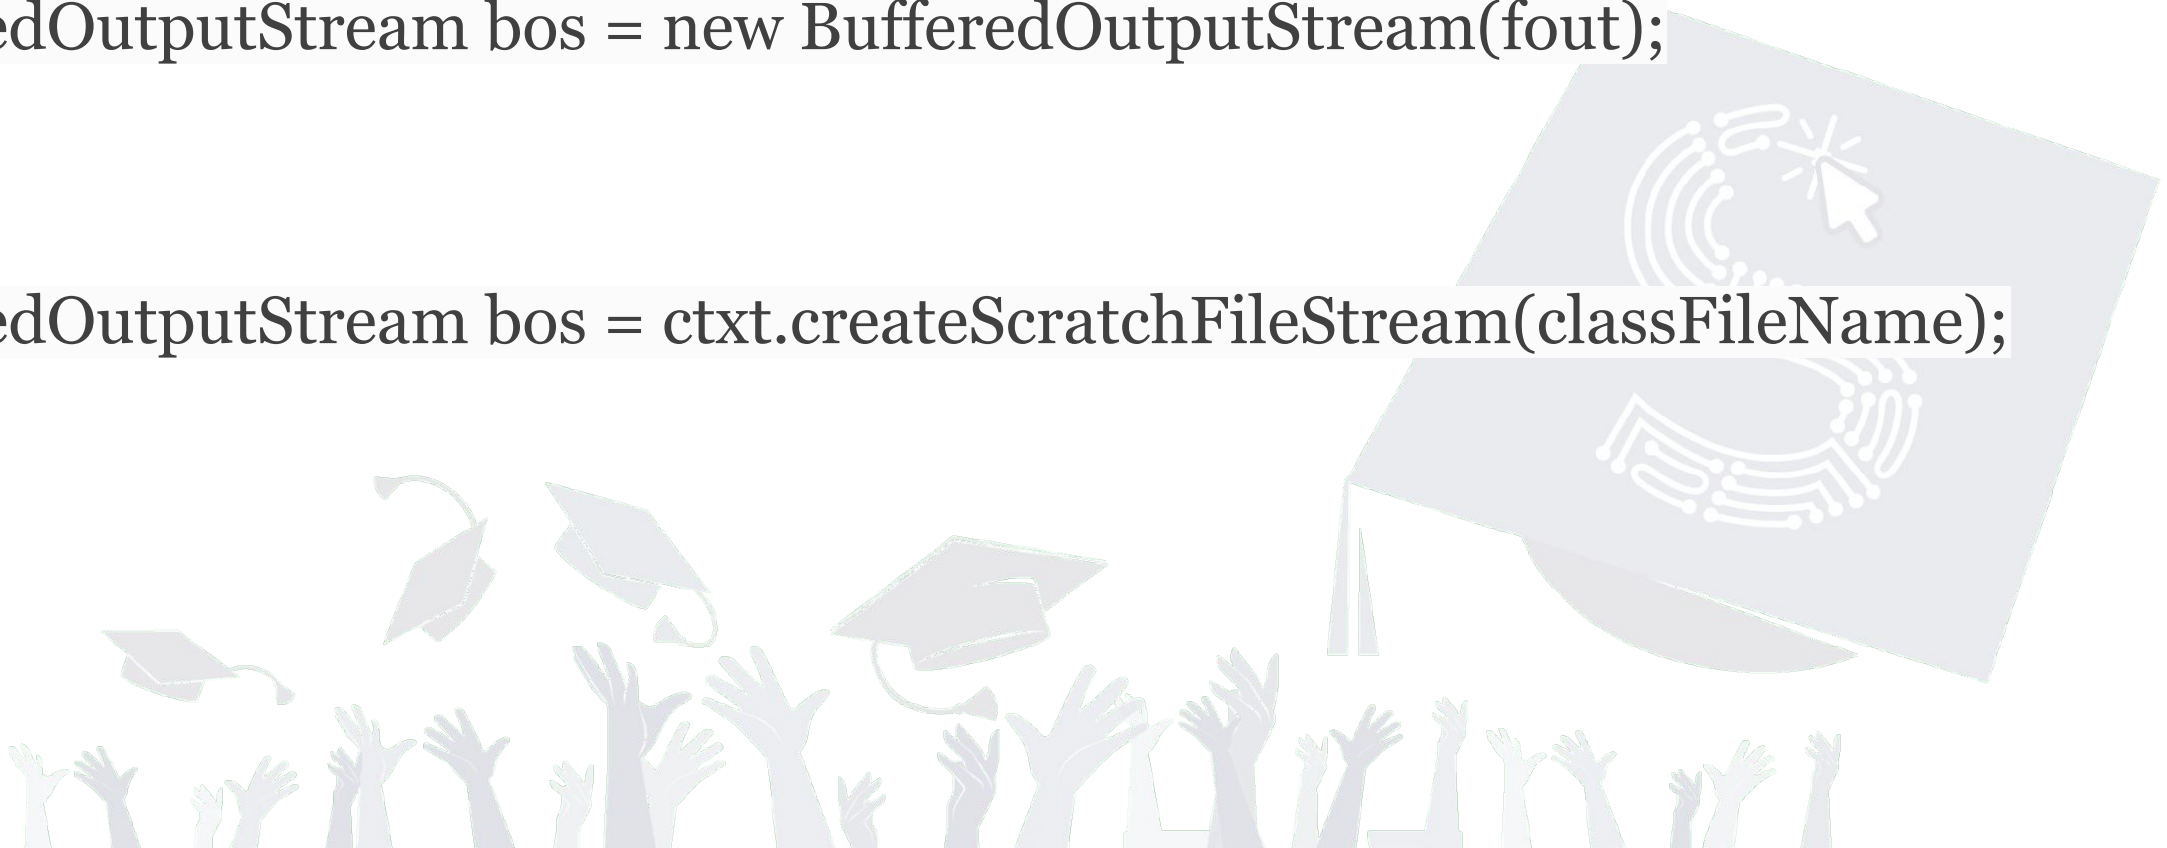 edOutputStream bos = new BufferedOutputStream(fout);
edOutputStream bos = ctxt.createScratchFileStream(classFileName);